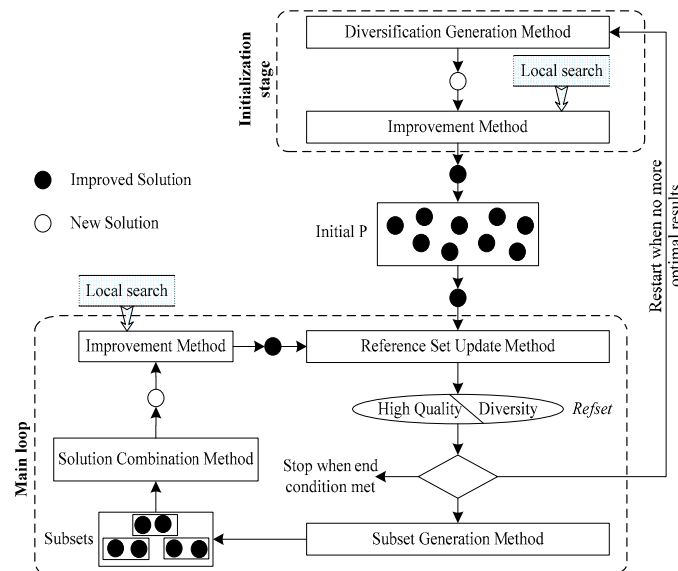 Diversification Generation Method
Initialization
stage
Local search
Improvement Method
Improved Solution
New Solution
Initial P
Restart when no more
optimal results
Local search
Improvement Method
Reference Set Update Method
High Quality
Diversity
Refset
Main loop
Solution Combination Method
Stop when end
condition met
Subsets
Subset Generation Method